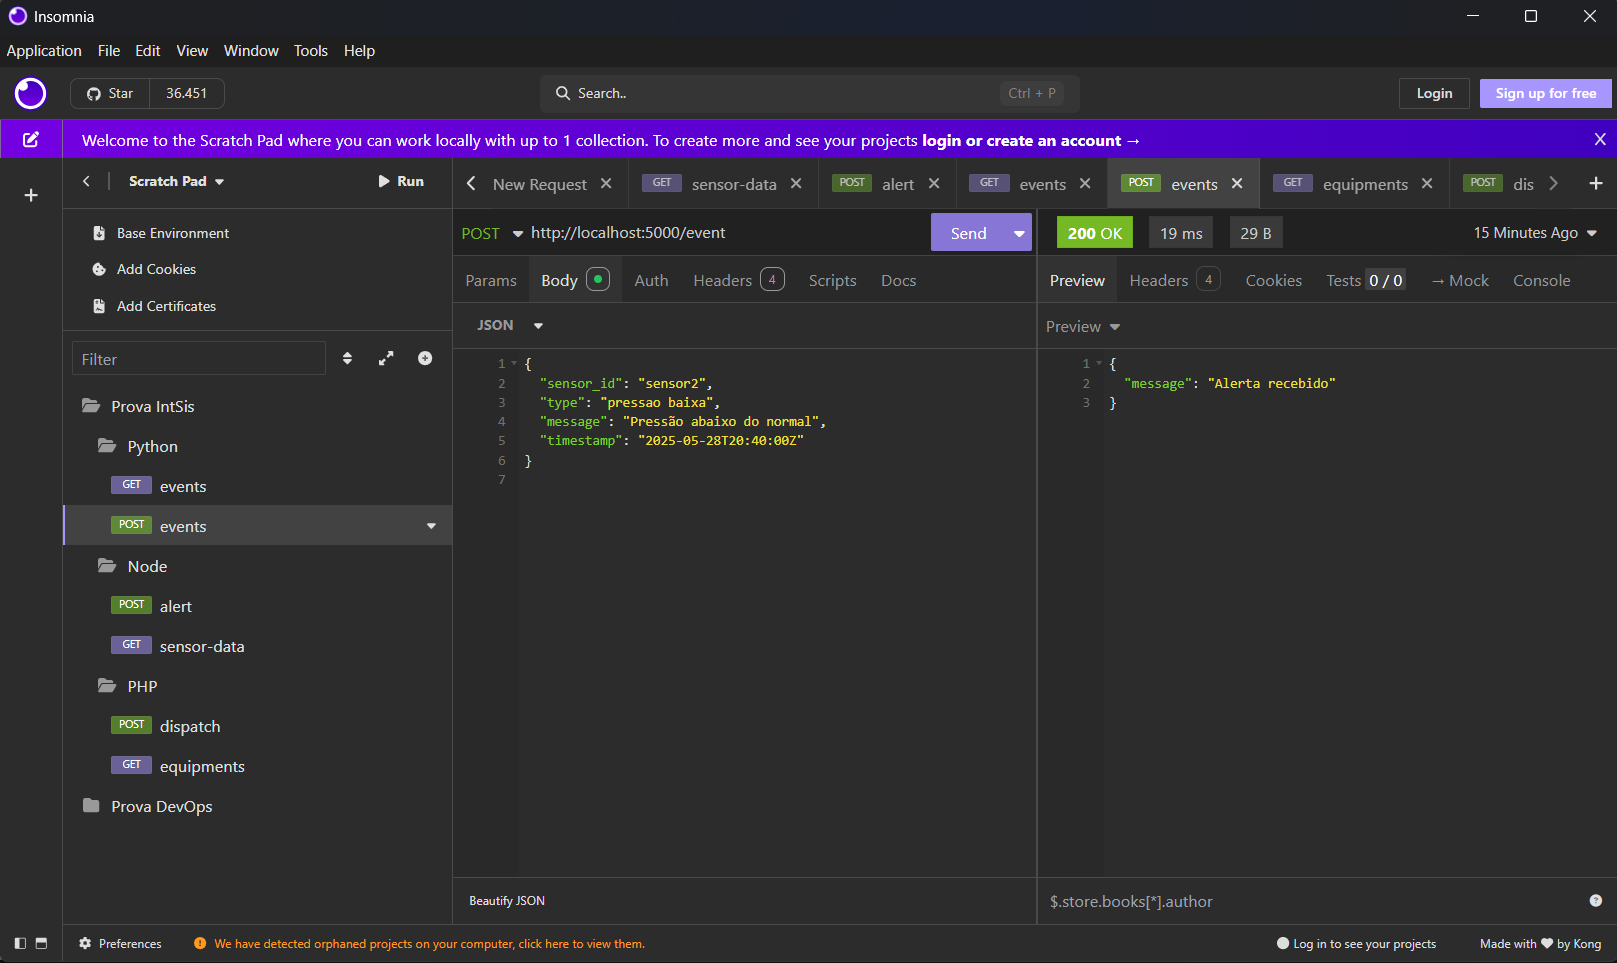 Insomnia
Application File Edit View Window Tools Help
Star 36.451 Search.. Ctrl + P Login Sign up for free
Welcome to the Scratch Pad where you can work locally with up to 1 collection. To create more and see your projects login or create an account → X
Scratch Pad Run
Base Environment
Add Cookies
Add Certificates
Filter
Prova IntSis
Python
GET events
POST events
Node
POST alert
GET sensor-data
PHP
POST dispatch
GET equipments
Prova DevOps
New Request GET sensor-data POST alert GET events POST events GET equipments POST dis
POST http://localhost:5000/event Send
Params Body Auth Headers 4 Scripts Docs
JSON
1 {
2 "sensor_id": "sensor2",
3 "type": "pressao baixa",
4 "message": "Pressão abaixo do normal",
5 "timestamp": "2025-05-28T20:40:00Z"
6 }
7
Beautify JSON
200 OK 19 ms 29 B 15 Minutes Ago
Preview Headers 4 Cookies Tests 0 / 0 → Mock Console
Preview
1 {
2 "message": "Alerta recebido"
3 }
$.store.books[*].author
Preferences We have detected orphaned projects on your computer, click here to view them. Log in to see your projects Made with ♥ by Kong